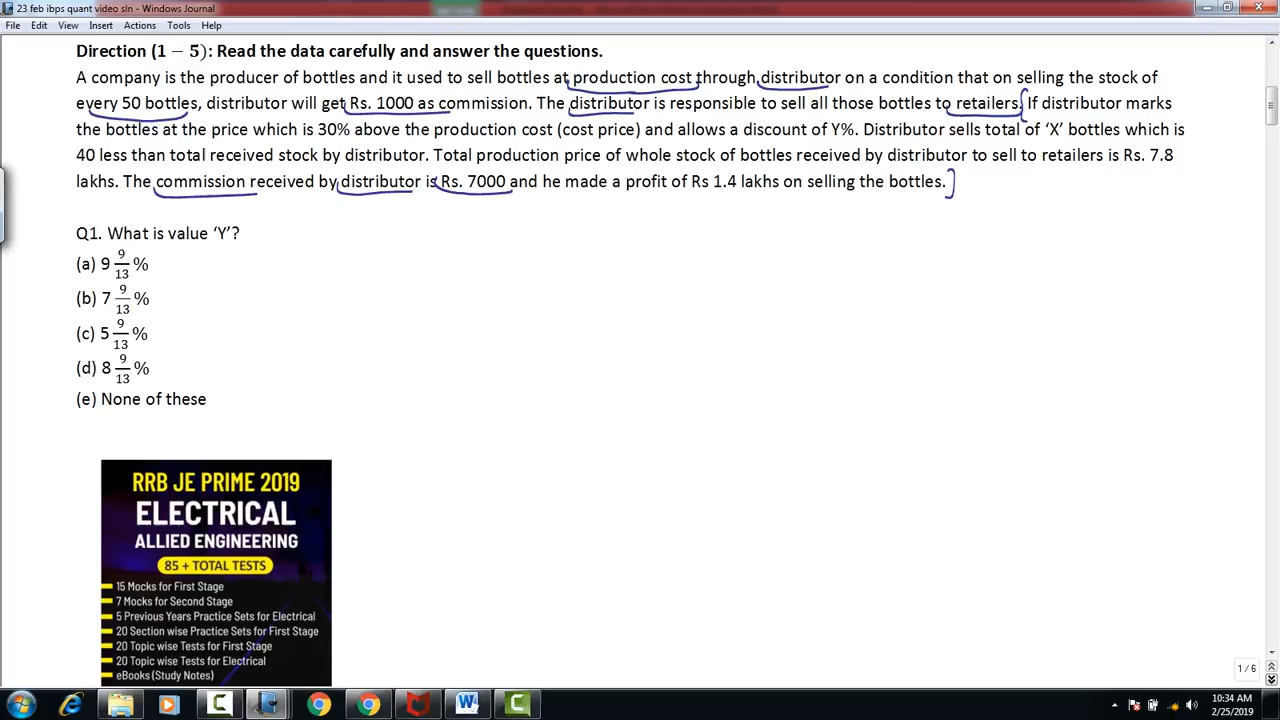 23 feb ibps quant video sln - Windows Journal
File Edit View Insert Actions Tools Help
Direction (1 – 5): Read the data carefully and answer the questions.
A company is the producer of bottles and it used to sell bottles at production cost through distributor on a condition that on selling the stock of
every 50 bottles, distributor will get Rs. 1000 as commission. The distributor is responsible to sell all those bottles to retailers. If distributor marks
the bottles at the price which is 30% above the production cost (cost price) and allows a discount of Y%. Distributor sells total of ‘X’ bottles which is
40 less than total received stock by distributor. Total production price of whole stock of bottles received by distributor to sell to retailers is Rs. 7.8
lakhs. The commission received by distributor is Rs. 7000 and he made a profit of Rs 1.4 lakhs on selling the bottles.
Q1. What is value ‘Y’?
(a) 9 9/13 %
(b) 7 9/13 %
(c) 5 9/13 %
(d) 8 9/13 %
(e) None of these
RRB JE PRIME 2019
ELECTRICAL
ALLIED ENGINEERING
85 + TOTAL TESTS
15 Mocks for First Stage
7 Mocks for Second Stage
5 Previous Years Practice Sets for Electrical
20 Section wise Practice Sets for First Stage
20 Topic wise Tests for First Stage
20 Topic wise Tests for Electrical
eBooks (Study Notes)
1 / 6
10:34 AM
2/25/2019